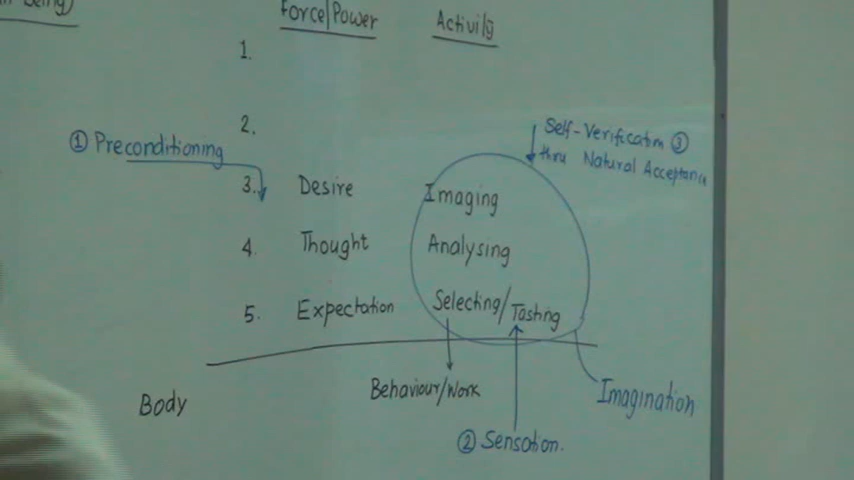 Being)
Force/Power Activity
1.
2.
① Preconditioning
Self-Verification ③
thru Natural Acceptance
3. Desire Imaging
4. Thought Analysing
5. Expectation Selecting/Tasting
Body
Behaviour/Work
Imagination
② Sensation.